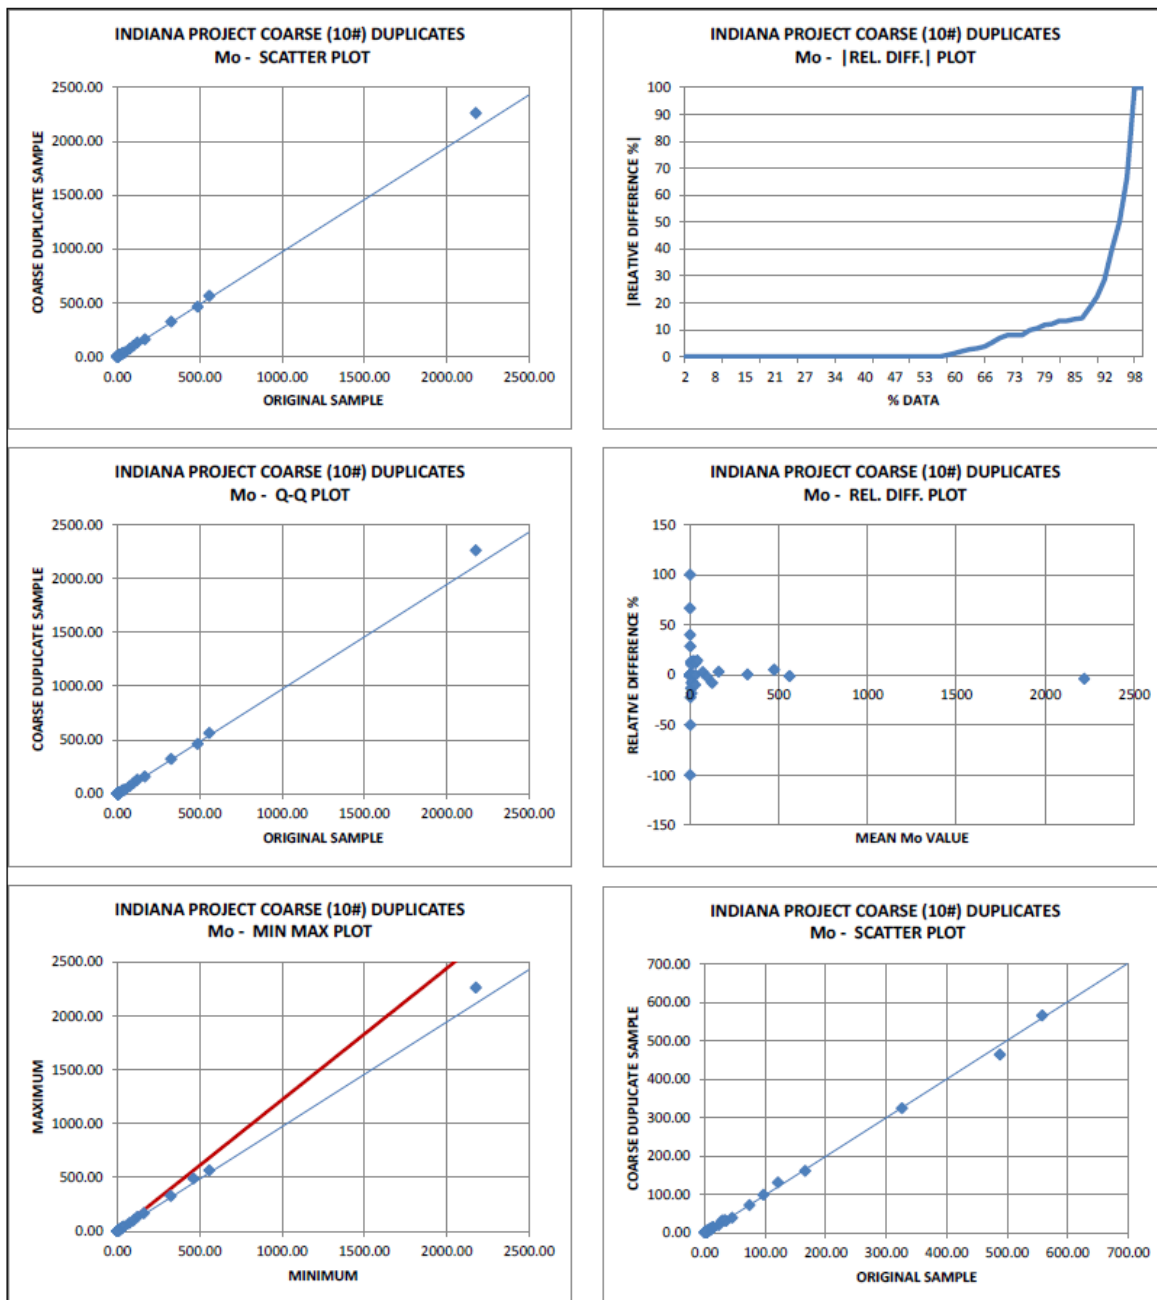 INDIANA PROJECT COARSE (10#) DUPLICATES
Mo - SCATTER PLOT
2500.00
2000.00
1500.00
1000.00
500.00
0.00
0.00 500.00 1000.00 1500.00 2000.00 2500.00
COARSE DUPLICATE SAMPLE
ORIGINAL SAMPLE
INDIANA PROJECT COARSE (10#) DUPLICATES
Mo - |REL. DIFF.| PLOT
100
90
80
70
60
50
40
30
20
10
0
2 8 15 21 27 34 40 47 53 60 66 73 79 85 92 98
|RELATIVE DIFFERENCE %|
% DATA
INDIANA PROJECT COARSE (10#) DUPLICATES
Mo - Q-Q PLOT
2500.00
2000.00
1500.00
1000.00
500.00
0.00
0.00 500.00 1000.00 1500.00 2000.00 2500.00
COARSE DUPLICATE SAMPLE
ORIGINAL SAMPLE
INDIANA PROJECT COARSE (10#) DUPLICATES
Mo - REL. DIFF. PLOT
150
100
50
0
-50
-100
-150
0 500 1000 1500 2000 2500
RELATIVE DIFFERENCE %
MEAN Mo VALUE
INDIANA PROJECT COARSE (10#) DUPLICATES
Mo - MIN MAX PLOT
2500.00
2000.00
1500.00
1000.00
500.00
0.00
0.00 500.00 1000.00 1500.00 2000.00 2500.00
MAXIMUM
MINIMUM
INDIANA PROJECT COARSE (10#) DUPLICATES
Mo - SCATTER PLOT
700.00
600.00
500.00
400.00
300.00
200.00
100.00
0.00
0.00 100.00 200.00 300.00 400.00 500.00 600.00 700.00
COARSE DUPLICATE SAMPLE
ORIGINAL SAMPLE